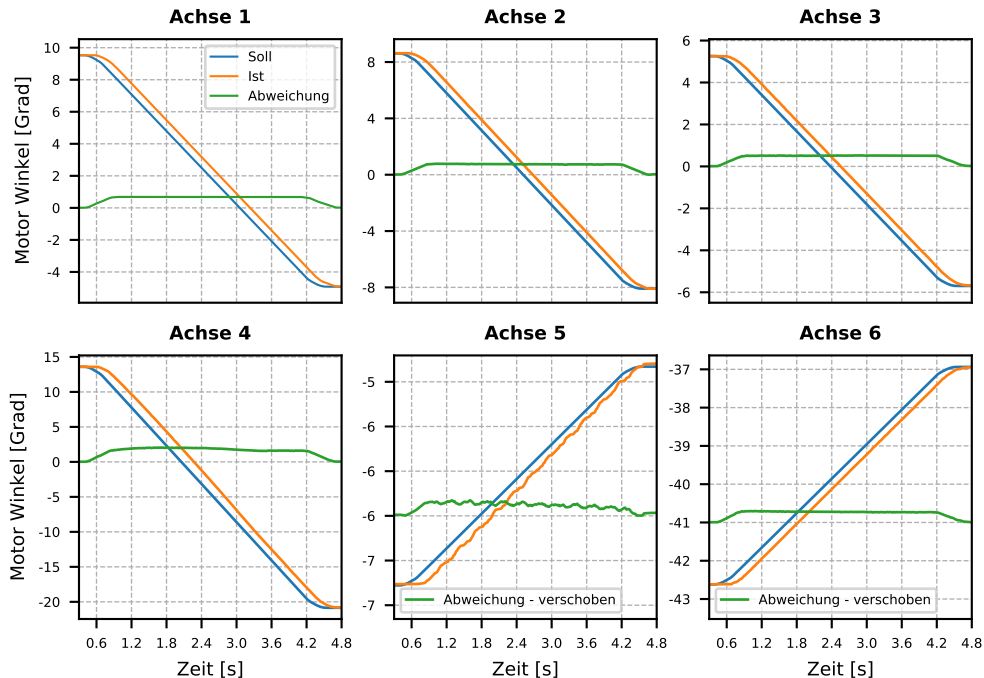 Achse 1
Achse 2
Achse 3
Motor Winkel [Grad]
10
8
6
4
2
0
-2
-4
Soll
Ist
Abweichung
8
4
0
-4
-8
6
4
2
0
-2
-4
-6
Achse 4
Achse 5
Achse 6
Motor Winkel [Grad]
15
10
5
0
-5
-10
-15
-20
-5
-6
-6
-6
-7
-7
Abweichung - verschoben
-37
-38
-39
-40
-41
-42
-43
Abweichung - verschoben
0.6 1.2 1.8 2.4 3.0 3.6 4.2 4.8
0.6 1.2 1.8 2.4 3.0 3.6 4.2 4.8
0.6 1.2 1.8 2.4 3.0 3.6 4.2 4.8
Zeit [s]
Zeit [s]
Zeit [s]